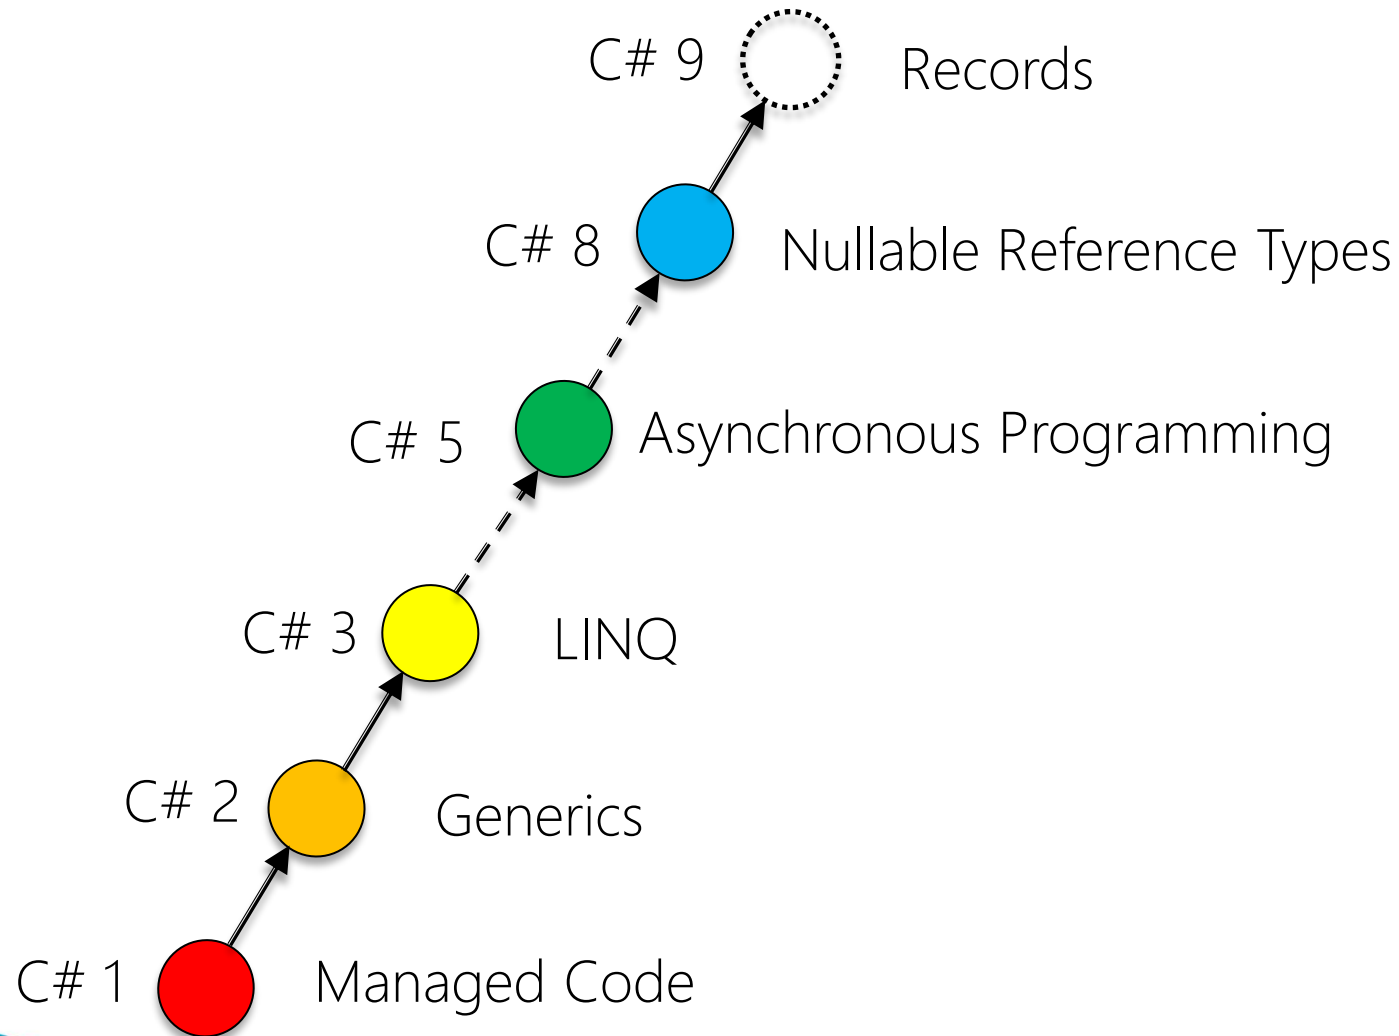 C# 9 Records
C# 8 Nullable Reference Types
C# 5 Asynchronous Programming
C# 3 LINQ
C# 2 Generics
C# 1 Managed Code